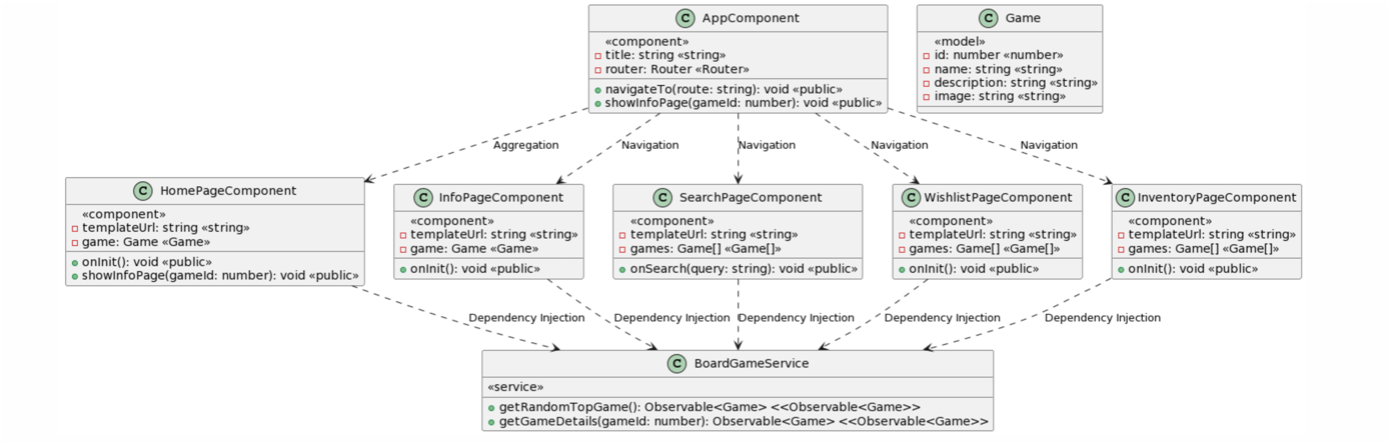 C AppComponent
«component»
title: string «string»
router: Router «Router»
navigateTo(route: string): void «public»
showInfoPage(gameId: number): void «public»
C Game
«model»
id: number «number»
name: string «string»
description: string «string»
image: string «string»
Aggregation
Navigation
Navigation
Navigation
Navigation
C HomePageComponent
«component»
templateUrl: string «string»
game: Game «Game»
onInit(): void «public»
showInfoPage(gameId: number): void «public»
C InfoPageComponent
«component»
templateUrl: string «string»
game: Game «Game»
onInit(): void «public»
C SearchPageComponent
«component»
templateUrl: string «string»
games: Game[] «Game[]»
onSearch(query: string): void «public»
C WishlistPageComponent
«component»
templateUrl: string «string»
games: Game[] «Game[]»
onInit(): void «public»
C InventoryPageComponent
«component»
templateUrl: string «string»
games: Game[] «Game[]»
onInit(): void «public»
Dependency Injection
Dependency Injection
Dependency Injection
Dependency Injection
Dependency Injection
C BoardGameService
«service»
getRandomTopGame(): Observable<Game> <<Observable<Game>>
getGameDetails(gameId: number): Observable<Game> <<Observable<Game>>